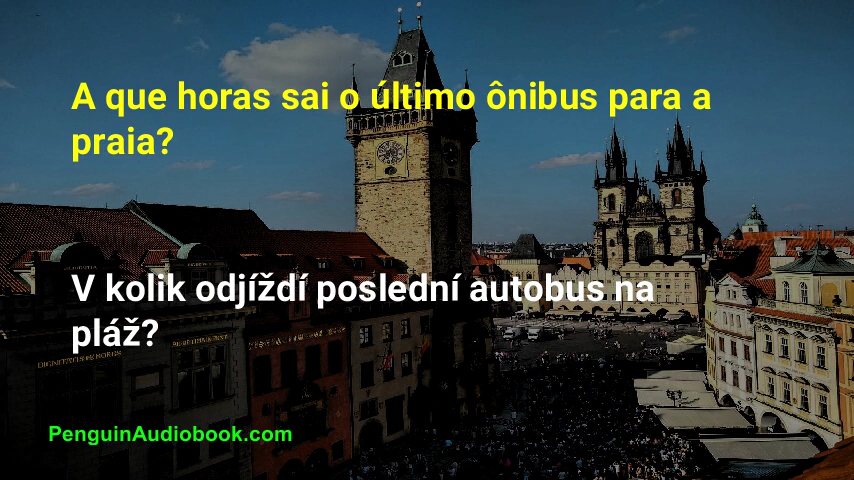 A que horas sai o último ônibus para a
praia?
V kolik odjíždí poslední autobus na
pláž?
PenguinAudiobook.com